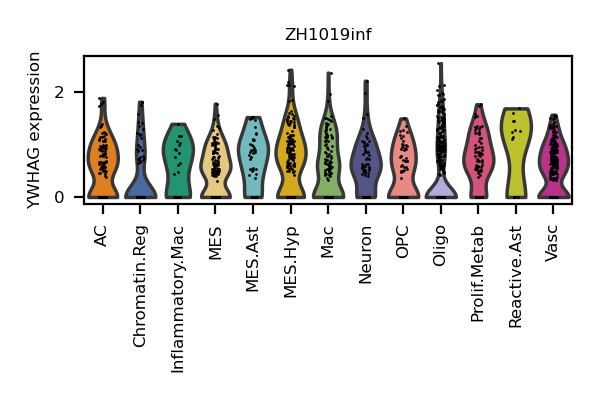 ZH1019inf
YWHAG expression
2
0
AC
Chromatin.Reg
Inflammatory.Mac
MES
MES.Ast
MES.Hyp
Mac
Neuron
OPC
Oligo
Prolif.Metab
Reactive.Ast
Vasc